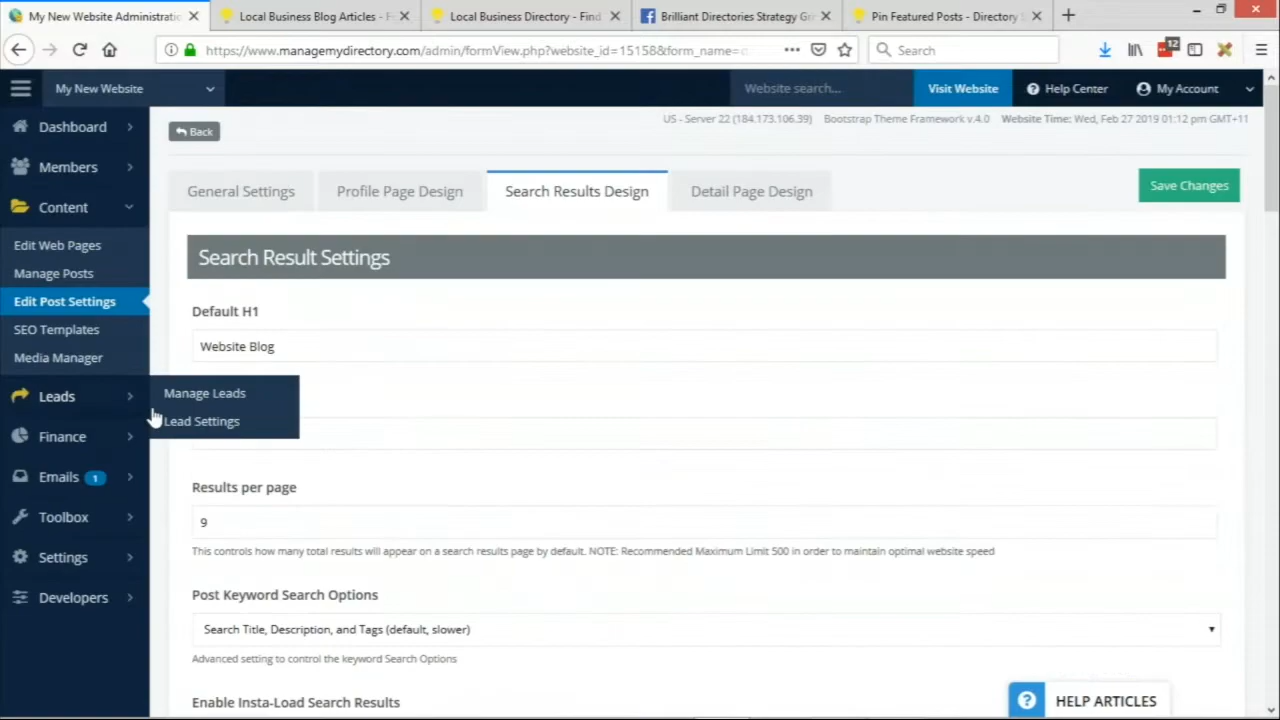 My New Website Administratio
Local Business Blog Articles - F
Local Business Directory - Find
Brilliant Directories Strategy Gr
Pin Featured Posts - Directory
https://www.managemydirectory.com/admin/formView.php?website_id=15158&form_name=
Search
12
My New Website
Website search...
Visit Website
Help Center
My Account
Dashboard
Members
Content
Edit Web Pages
Manage Posts
Edit Post Settings
SEO Templates
Media Manager
Leads
Manage Leads
Lead Settings
Finance
Emails 1
Toolbox
Settings
Developers
US - Server 22 (184.173.106.39) Bootstrap Theme Framework v.4.0 Website Time: Wed, Feb 27 2019 01:12 pm GMT+11
Back
General Settings
Profile Page Design
Search Results Design
Detail Page Design
Save Changes
Search Result Settings
Default H1
Website Blog
Results per page
9
This controls how many total results will appear on a search results page by default. NOTE: Recommended Maximum Limit 500 in order to maintain optimal website speed
Post Keyword Search Options
Search Title, Description, and Tags (default, slower)
Advanced setting to control the keyword Search Options
Enable Insta-Load Search Results
HELP ARTICLES